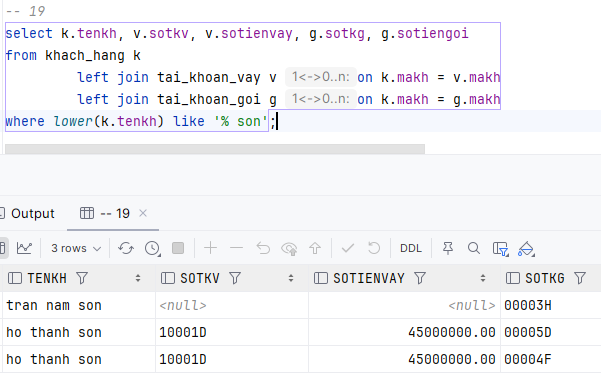 -- 19
select k.tenkh, v.sotkv, v.sotienvay, g.sotkg, g.sotiengoi
from khach_hang k
left join tai_khoan_vay v 1<->0..n: on k.makh = v.makh
left join tai_khoan_goi g 1<->0..n: on k.makh = g.makh
where lower(k.tenkh) like '% son';
Output -- 19
3 rows DDL
TENKH SOTKV SOTIENVAY SOTKG
tran nam son <null> <null> 00003H
ho thanh son 10001D 45000000.00 00005D
ho thanh son 10001D 45000000.00 00004F